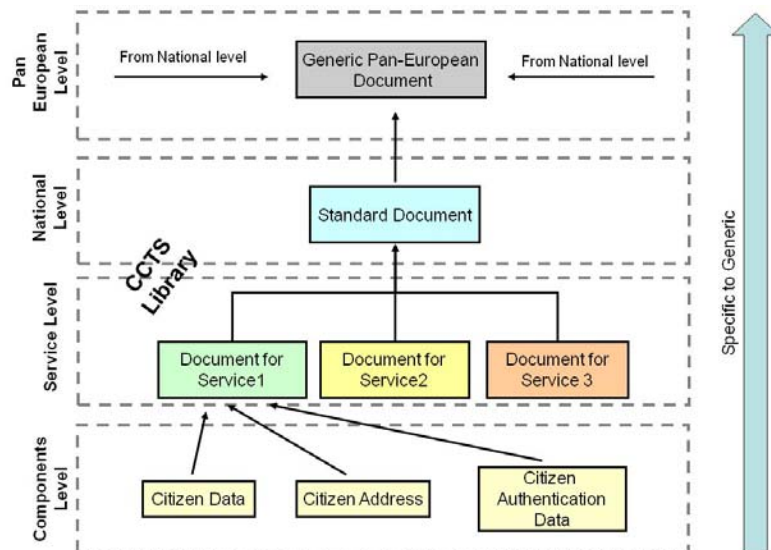 Pan
European
Level
From National level
Generic Pan-European
Document
From National level
National
Level
Standard Document
CCTS
Library
Service Level
Document for
Service1
Document for
Service2
Document for
Service 3
Components
Level
Citizen Data
Citizen Address
Citizen
Authentication
Data
Specific to Generic